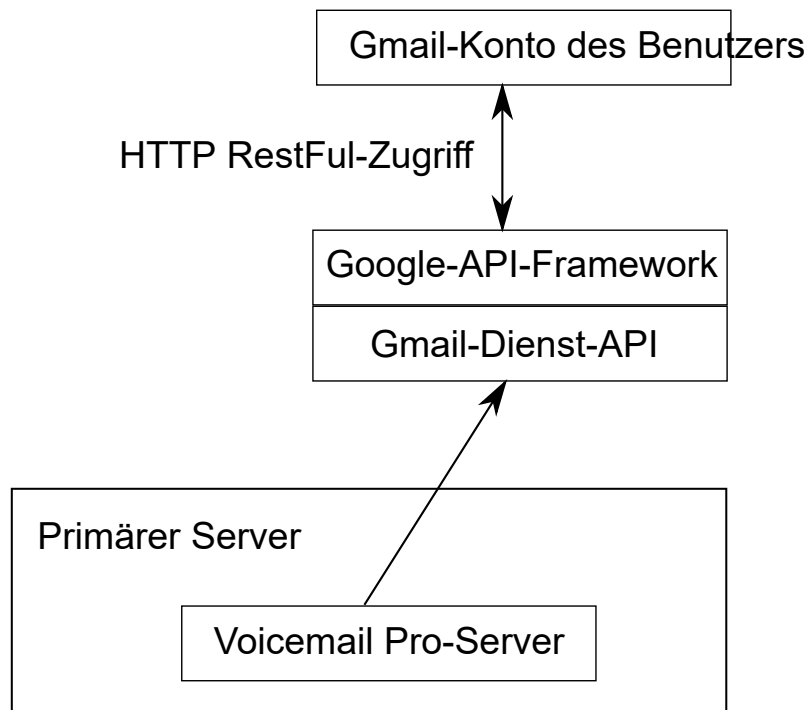 Gmail-Konto des Benutzers
HTTP RestFul-Zugriff
Google-API-Framework
Gmail-Dienst-API
Primärer Server
Voicemail Pro-Server